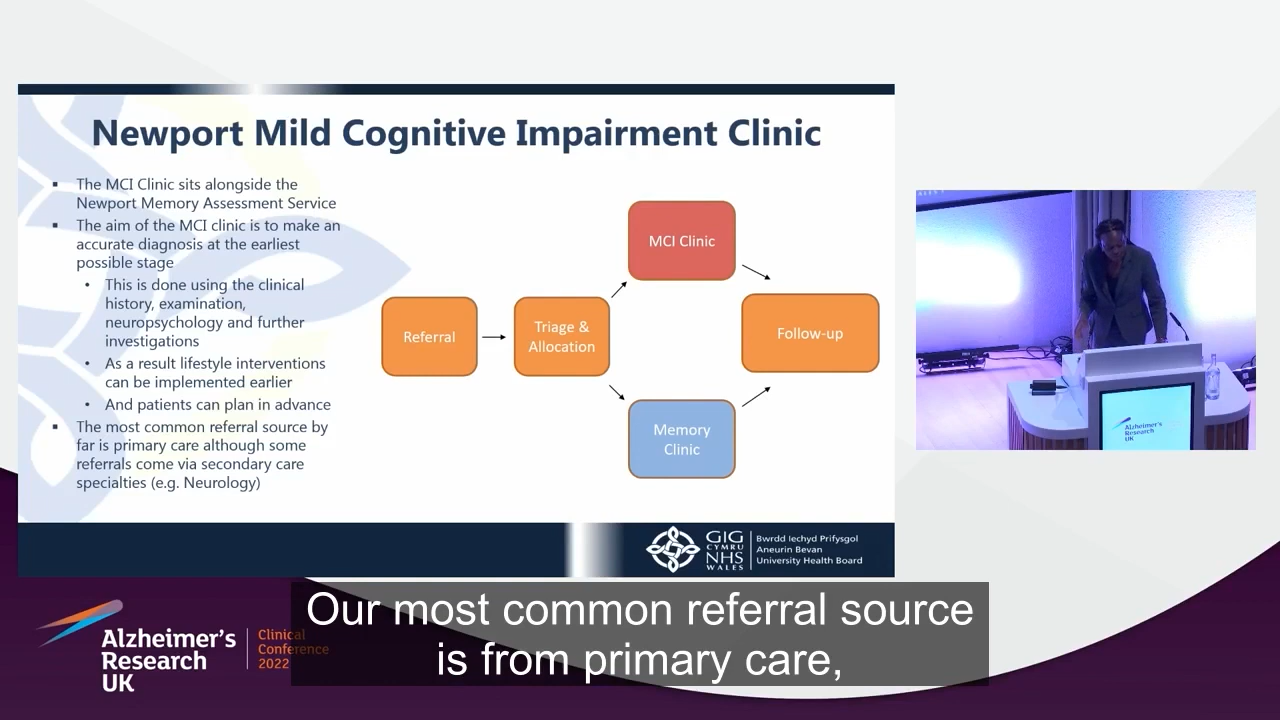 Newport Mild Cognitive Impairment Clinic
▪ The MCI Clinic sits alongside the
Newport Memory Assessment Service
▪ The aim of the MCI clinic is to make an
accurate diagnosis at the earliest
possible stage
• This is done using the clinical
history, examination,
neuropsychology and further
investigations
• As a result lifestyle interventions
can be implemented earlier
• And patients can plan in advance
▪ The most common referral source by
far is primary care although some
referrals come via secondary care
specialties (e.g. Neurology)
Referral
Triage &
Allocation
MCI Clinic
Memory
Clinic
Follow-up
GIG
CYMRU
NHS
WALES
Bwrdd Iechyd Prifysgol
Aneurin Bevan
University Health Board
Alzheimer's
Research
UK
Alzheimer's
Research
UK
Clinical
Conference
2022
Our most common referral source
is from primary care,